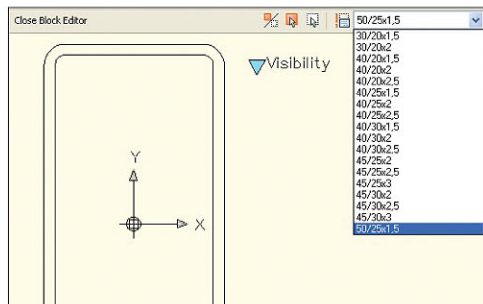 Close Block Editor
50/25x1,5
30/20x1,5
30/20x2
40/20x1,5
40/20x2
40/20x2,5
40/25x1,5
40/25x2
40/25x2,5
40/30x1,5
40/30x2
40/30x2,5
45/25x2
45/25x2,5
45/25x3
45/30x2
45/30x2,5
45/30x3
50/25x1,5
Visibility
Y
X